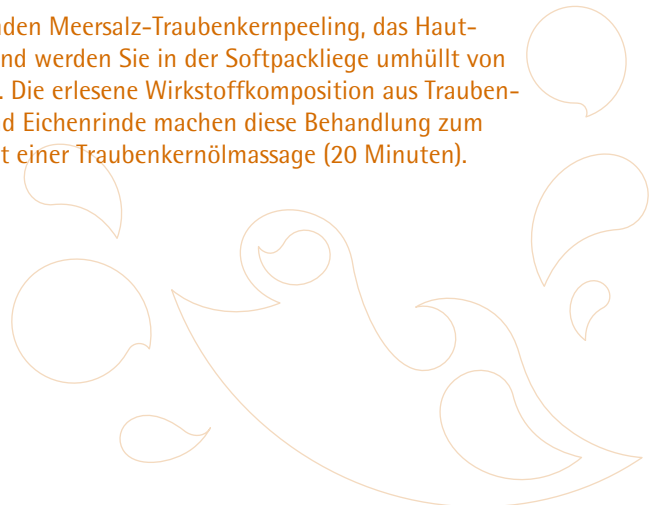 den Meersalz-Traubenkernpeeling, das Haut-
nd werden Sie in der Softpackliege umhüllt von
. Die erlesene Wirkstoffkomposition aus Trauben-
d Eichenrinde machen diese Behandlung zum
t einer Traubenkernölmassage (20 Minuten).